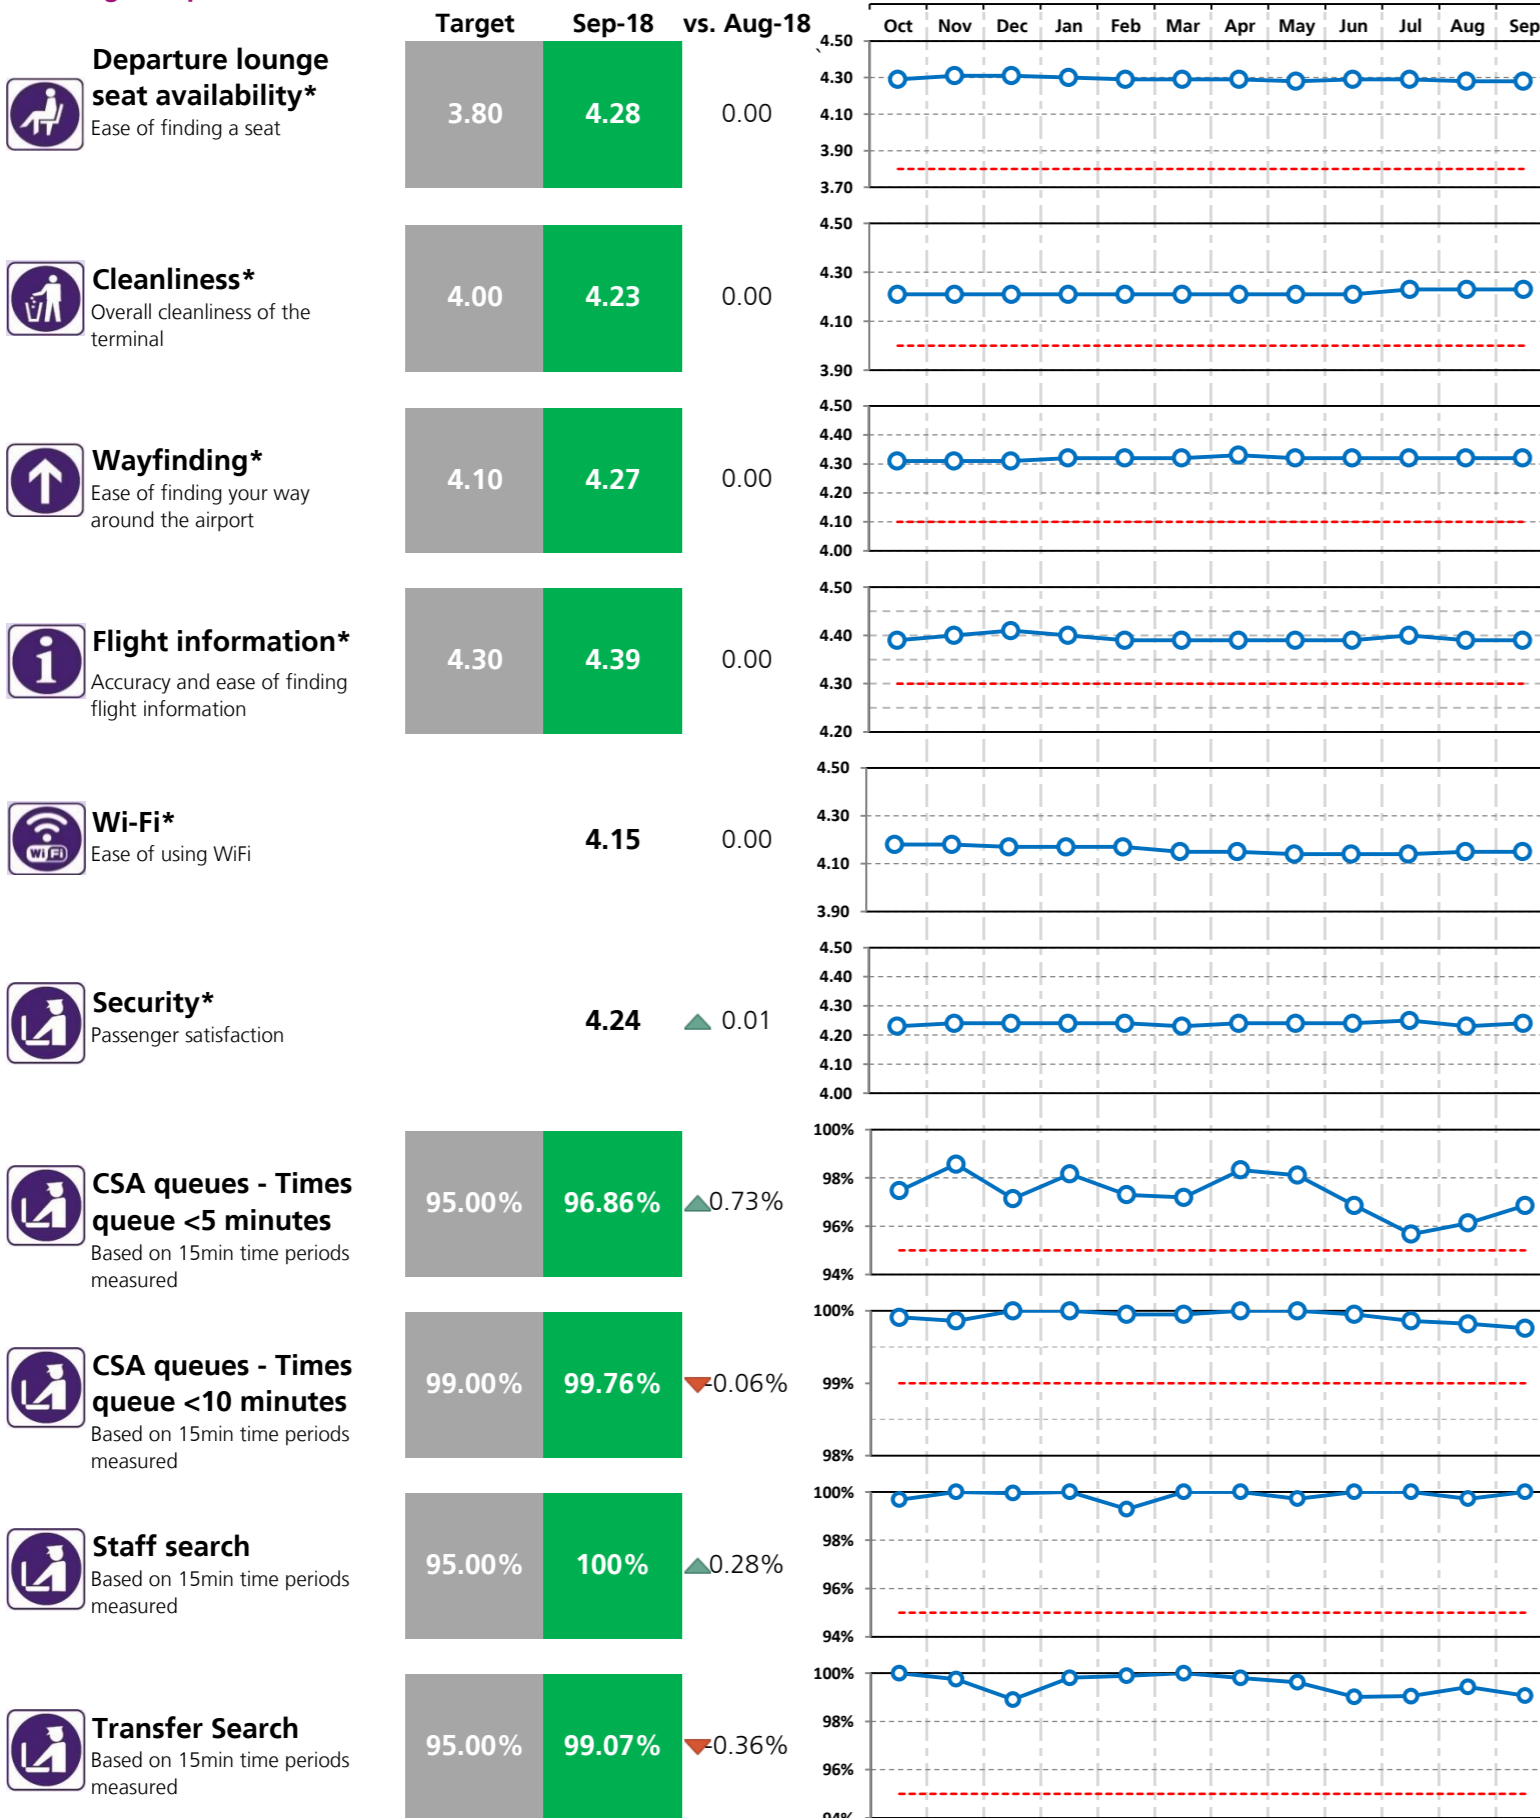 Target Sep-18 vs. Aug-18 Oct Nov Dec Jan Feb Mar Apr May Jun Jul Aug Sep
Departure lounge
seat availability*
Ease of finding a seat
3.80 4.28 0.00
4.50
4.30
4.10
3.90
3.70
Cleanliness*
Overall cleanliness of the
terminal
4.00 4.23 0.00
4.50
4.30
4.10
3.90
Wayfinding*
Ease of finding your way
around the airport
4.10 4.27 0.00
4.50
4.40
4.30
4.20
4.10
4.00
Flight information*
Accuracy and ease of finding
flight information
4.30 4.39 0.00
4.50
4.40
4.30
4.20
WiFi
Wi-Fi*
Ease of using WiFi
4.15 0.00
4.50
4.30
4.10
3.90
Security*
Passenger satisfaction
4.24 0.01
4.50
4.40
4.30
4.20
4.10
4.00
CSA queues - Times
queue <5 minutes
Based on 15min time periods
measured
95.00% 96.86% 0.73%
100%
98%
96%
94%
CSA queues - Times
queue <10 minutes
Based on 15min time periods
measured
99.00% 99.76% -0.06%
100%
99%
98%
Staff search
Based on 15min time periods
measured
95.00% 100% 0.28%
100%
98%
96%
94%
Transfer Search
Based on 15min time periods
measured
95.00% 99.07% -0.36%
100%
98%
96%
94%